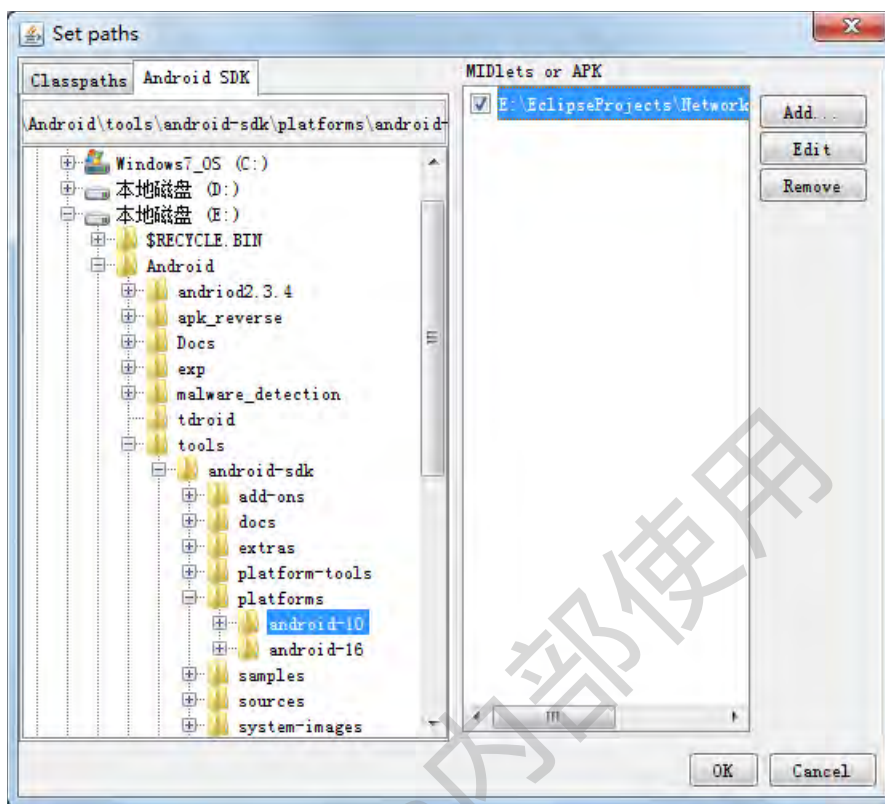 Set paths
Classpaths
Android SDK
MIDlets or APK
\Android\tools\android-sdk\platforms\android-
E:\EclipseProjects\Network
Add...
Edit
Remove
Windows7_OS (C:)
本地磁盘 (D:)
本地磁盘 (E:)
$RECYCLE.BIN
Android
andriod2.3.4
apk_reverse
Docs
exp
malware_detection
tdroid
tools
android-sdk
add-ons
docs
extras
platform-tools
platforms
android-10
android-16
samples
sources
system-images
OK
Cancel
内部使用